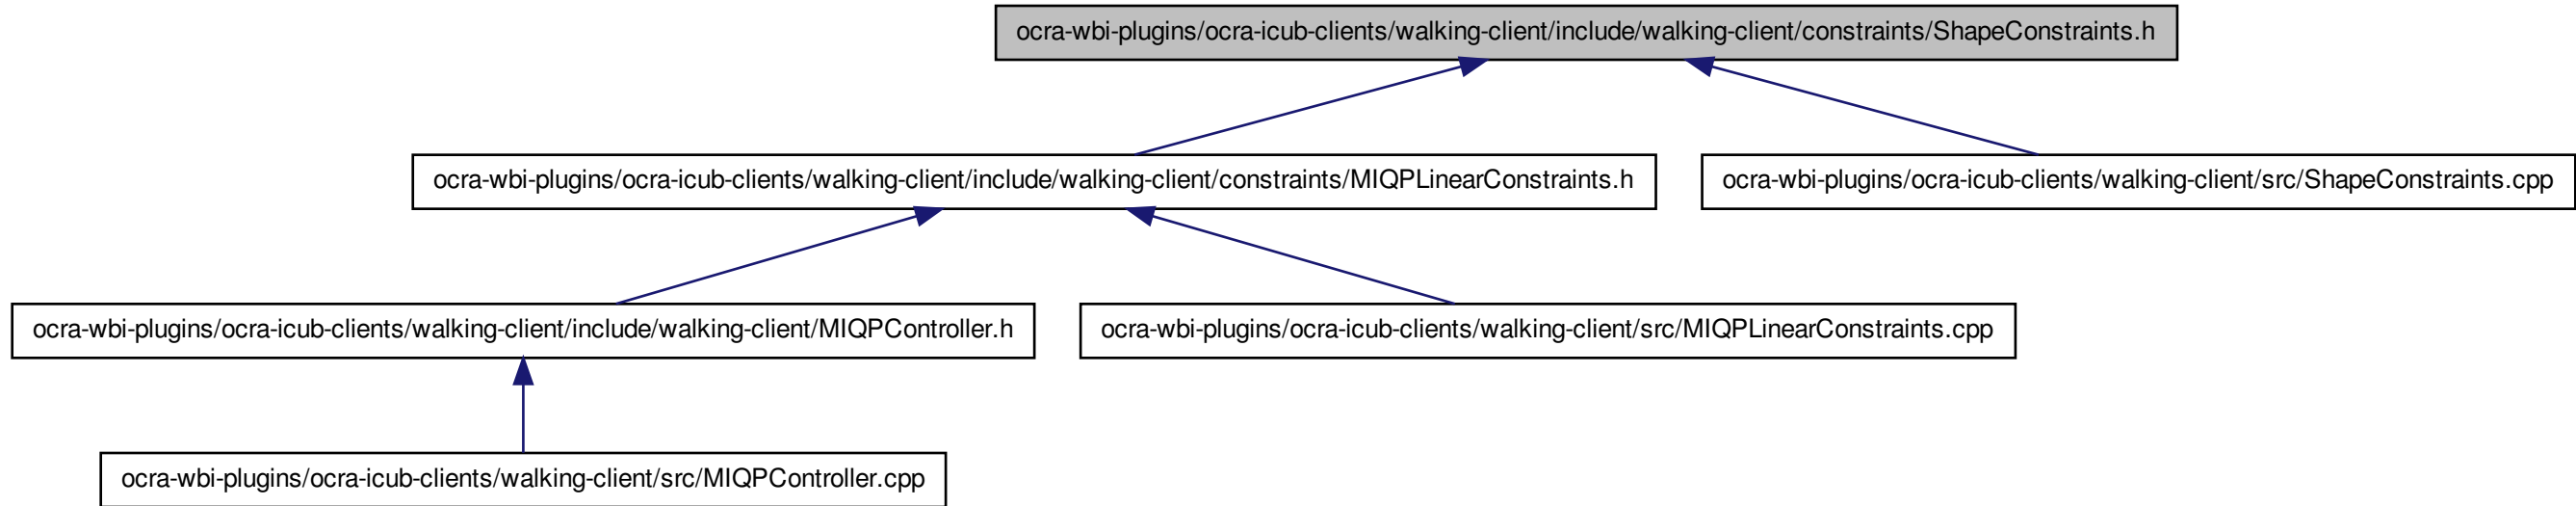 ocra-wbi-plugins/ocra-icub-clients/walking-client/include/walking-client/constraints/ShapeConstraints.h
ocra-wbi-plugins/ocra-icub-clients/walking-client/include/walking-client/constraints/MIQPLinearConstraints.h
ocra-wbi-plugins/ocra-icub-clients/walking-client/src/ShapeConstraints.cpp
ocra-wbi-plugins/ocra-icub-clients/walking-client/include/walking-client/MIQPController.h
ocra-wbi-plugins/ocra-icub-clients/walking-client/src/MIQPLinearConstraints.cpp
ocra-wbi-plugins/ocra-icub-clients/walking-client/src/MIQPController.cpp